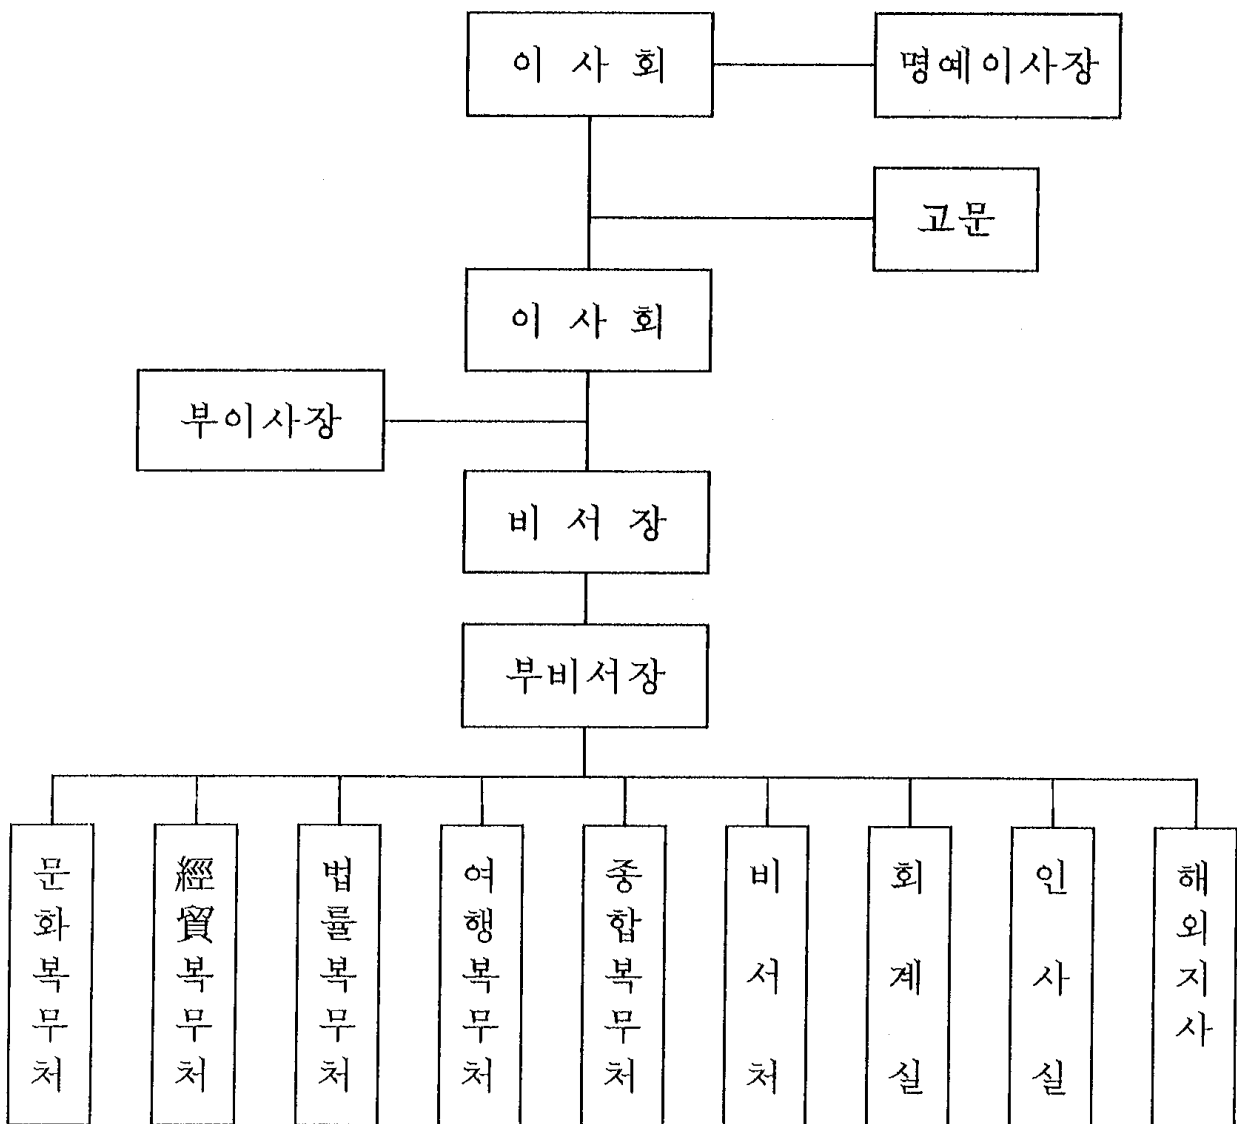 이 사 회
명예이사장
고문
이 사 회
부이사장
비 서 장
부비서장
문화복무처
經貿복무처
법률복무처
여행복무처
종합복무처
비서처
회계실
인사실
해외지사